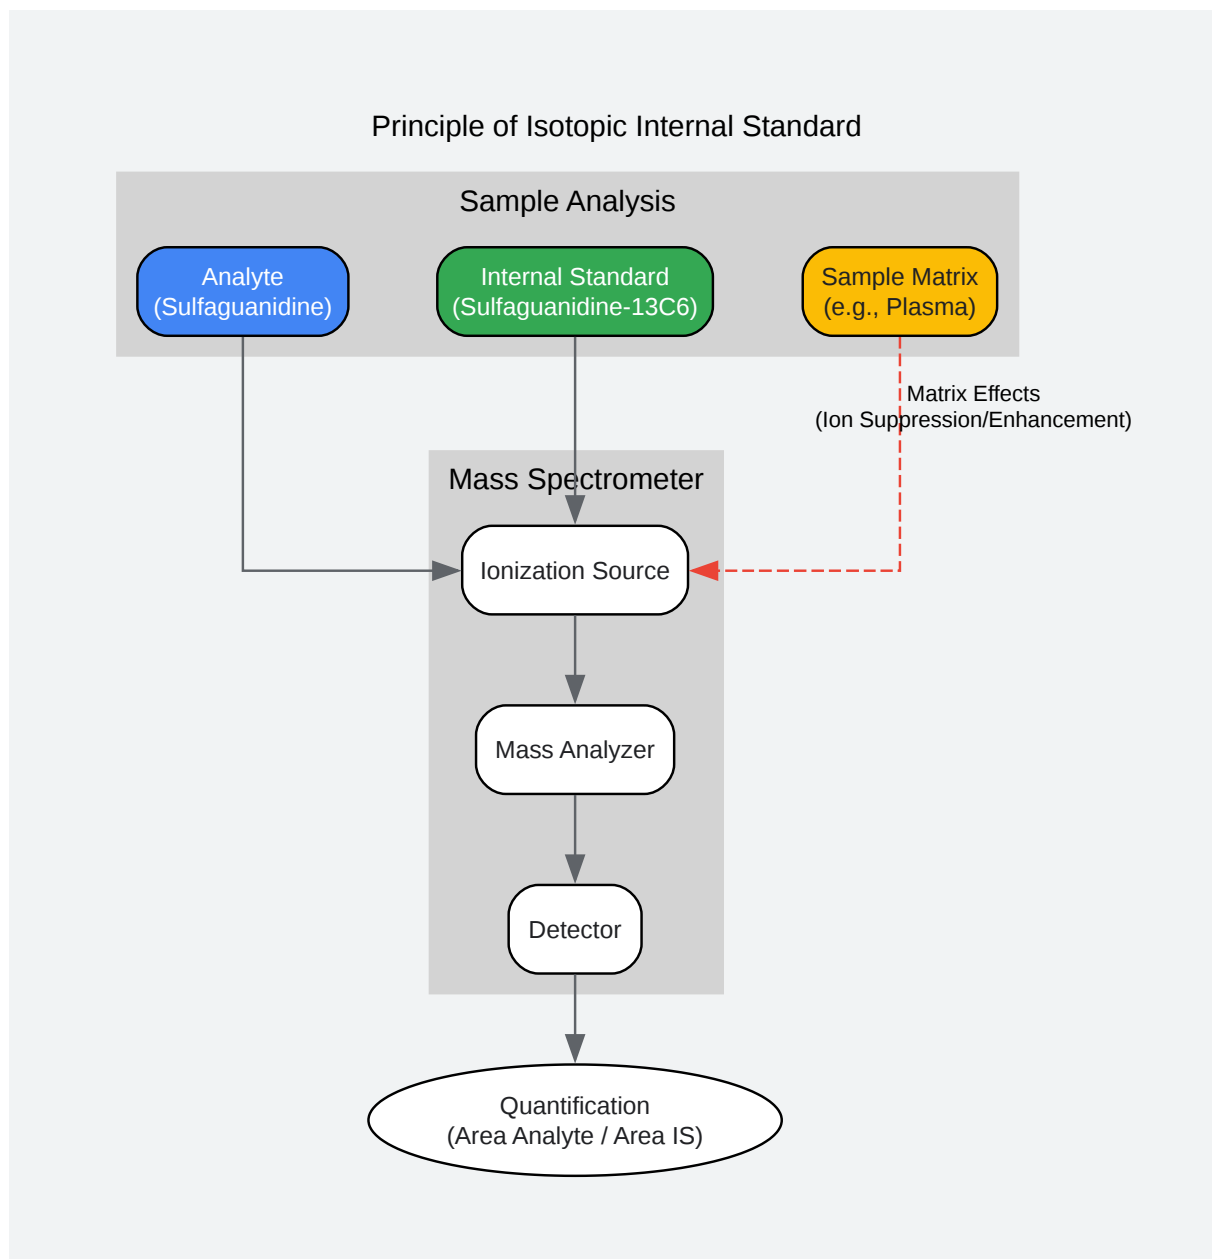 Principle of Isotopic Internal Standard
Sample Analysis
Analyte
(Sulfaguanidine)
Internal Standard
(Sulfaguanidine-13C6)
Sample Matrix
(e.g., Plasma)
Matrix Effects
(Ion Suppression/Enhancement)
Mass Spectrometer
Ionization Source
Mass Analyzer
Detector
Quantification
(Area Analyte / Area IS)